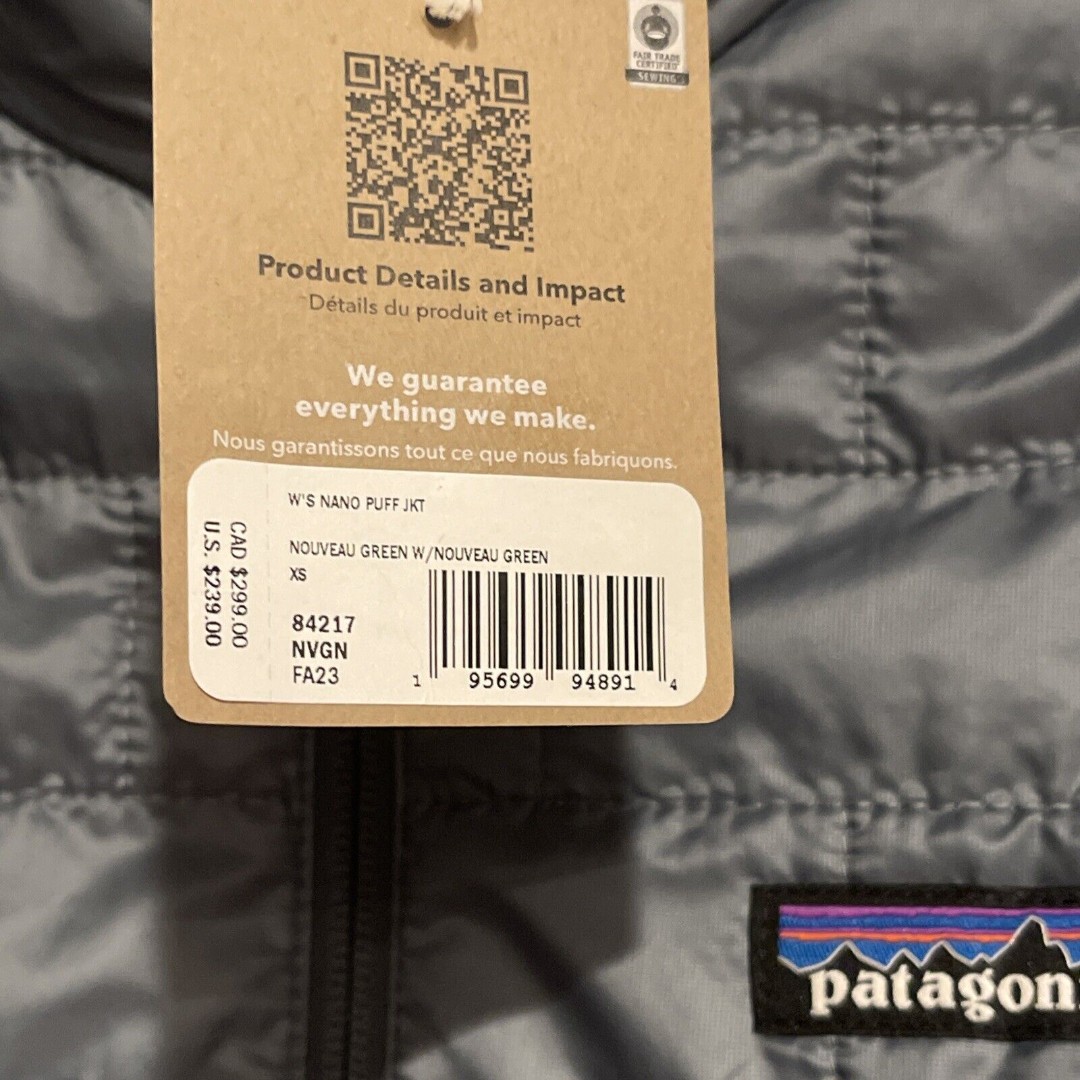 FAIR TRADE
CERTIFIED
SEWING
Product Details and Impact
Détails du produit et impact
We guarantee
everything we make.
Nous garantissons tout ce que nous fabriquons.
W'S NANO PUFF JKT
NOUVEAU GREEN W/NOUVEAU GREEN
XS
84217
NVGN
FA23
CAD $299.00
U.S. $239.00
1 95699 94891 4
patagon